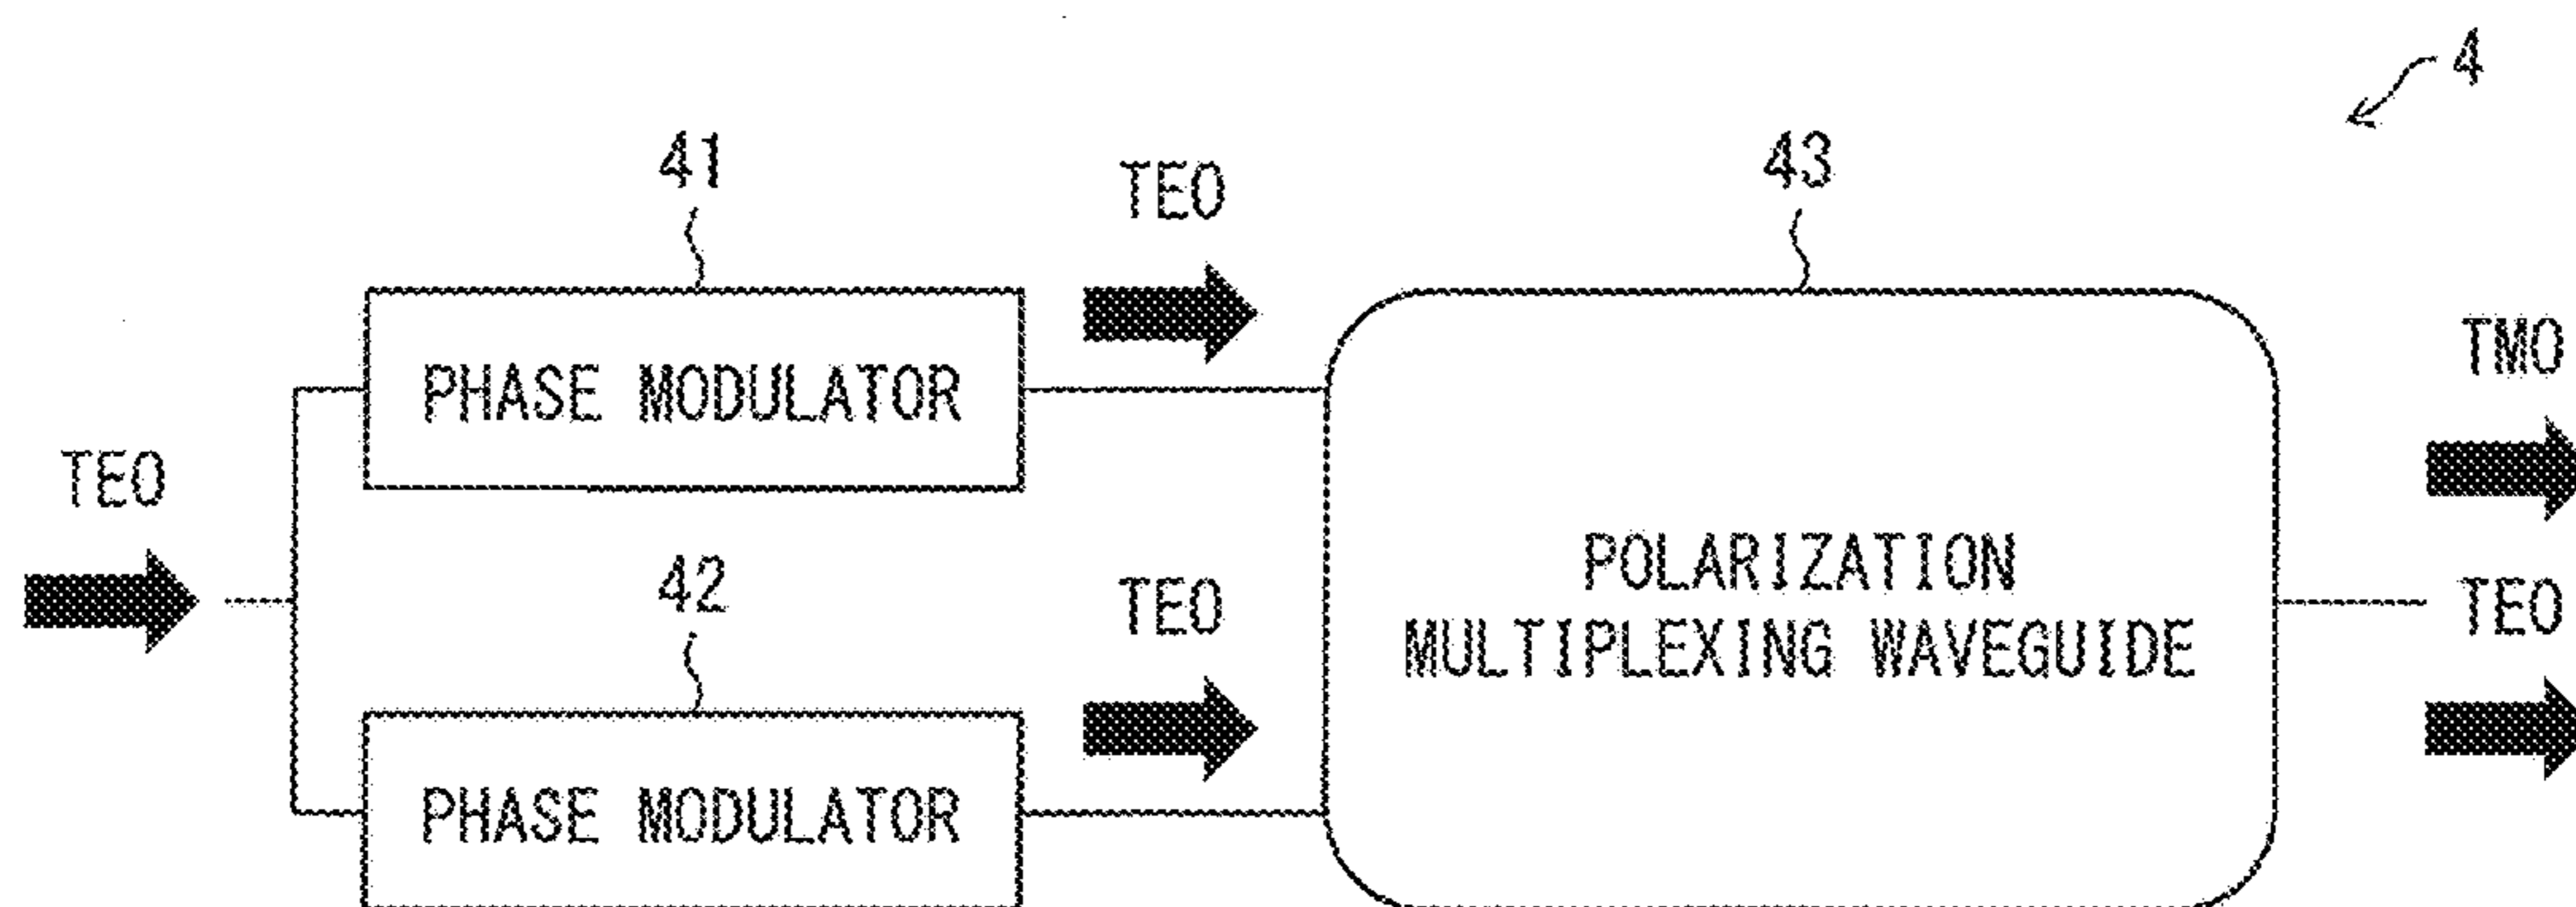 4
41
TE0
43
PHASE MODULATOR
TM0
TE0
42
TE0
POLARIZATION
MULTIPLEXING WAVEGUIDE
TE0
PHASE MODULATOR